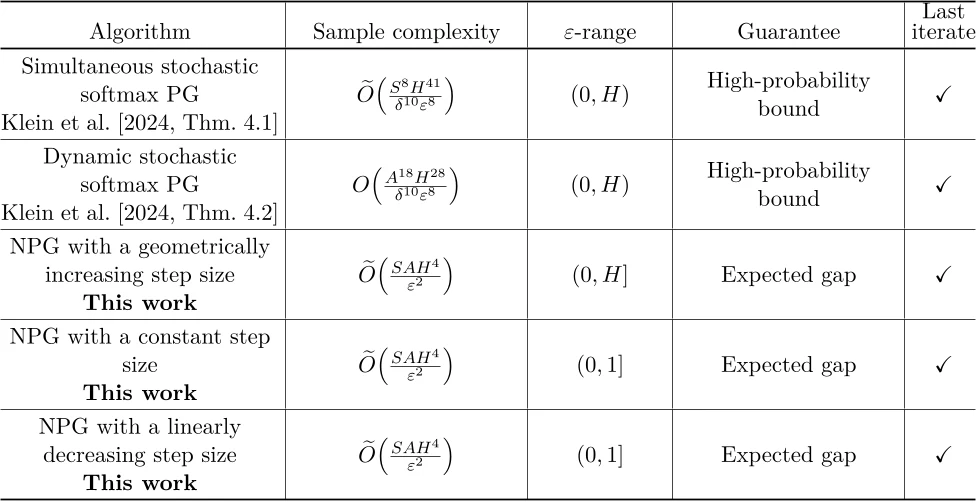 Algorithm Sample complexity ε-range Guarantee Last iterate
Simultaneous stochastic
softmax PG
Klein et al. [2024, Thm. 4.1]
Õ(S⁸H⁴¹/δ¹⁰ε⁸)
(0, H)
High-probability
bound
✓
Dynamic stochastic
softmax PG
Klein et al. [2024, Thm. 4.2]
O(A¹⁸H²⁸/δ¹⁰ε⁸)
(0, H)
High-probability
bound
✓
NPG with a geometrically
increasing step size
This work
Õ(SAH⁴/ε²)
(0, H]
Expected gap
✓
NPG with a constant step
size
This work
Õ(SAH⁴/ε²)
(0, 1]
Expected gap
✓
NPG with a linearly
decreasing step size
This work
Õ(SAH⁴/ε²)
(0, 1]
Expected gap
✓